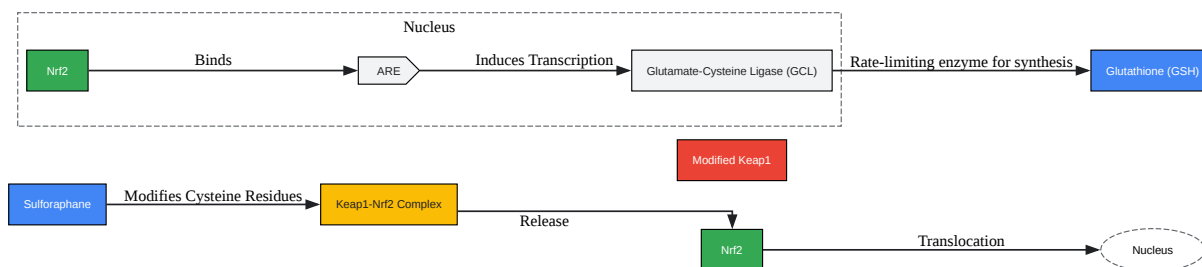 Nucleus
Nrf2
Binds
ARE
Induces Transcription
Glutamate-Cysteine Ligase (GCL)
Rate-limiting enzyme for synthesis
Glutathione (GSH)
Modified Keap1
Sulforaphane
Modifies Cysteine Residues
Keap1-Nrf2 Complex
Release
Nrf2
Translocation
Nucleus